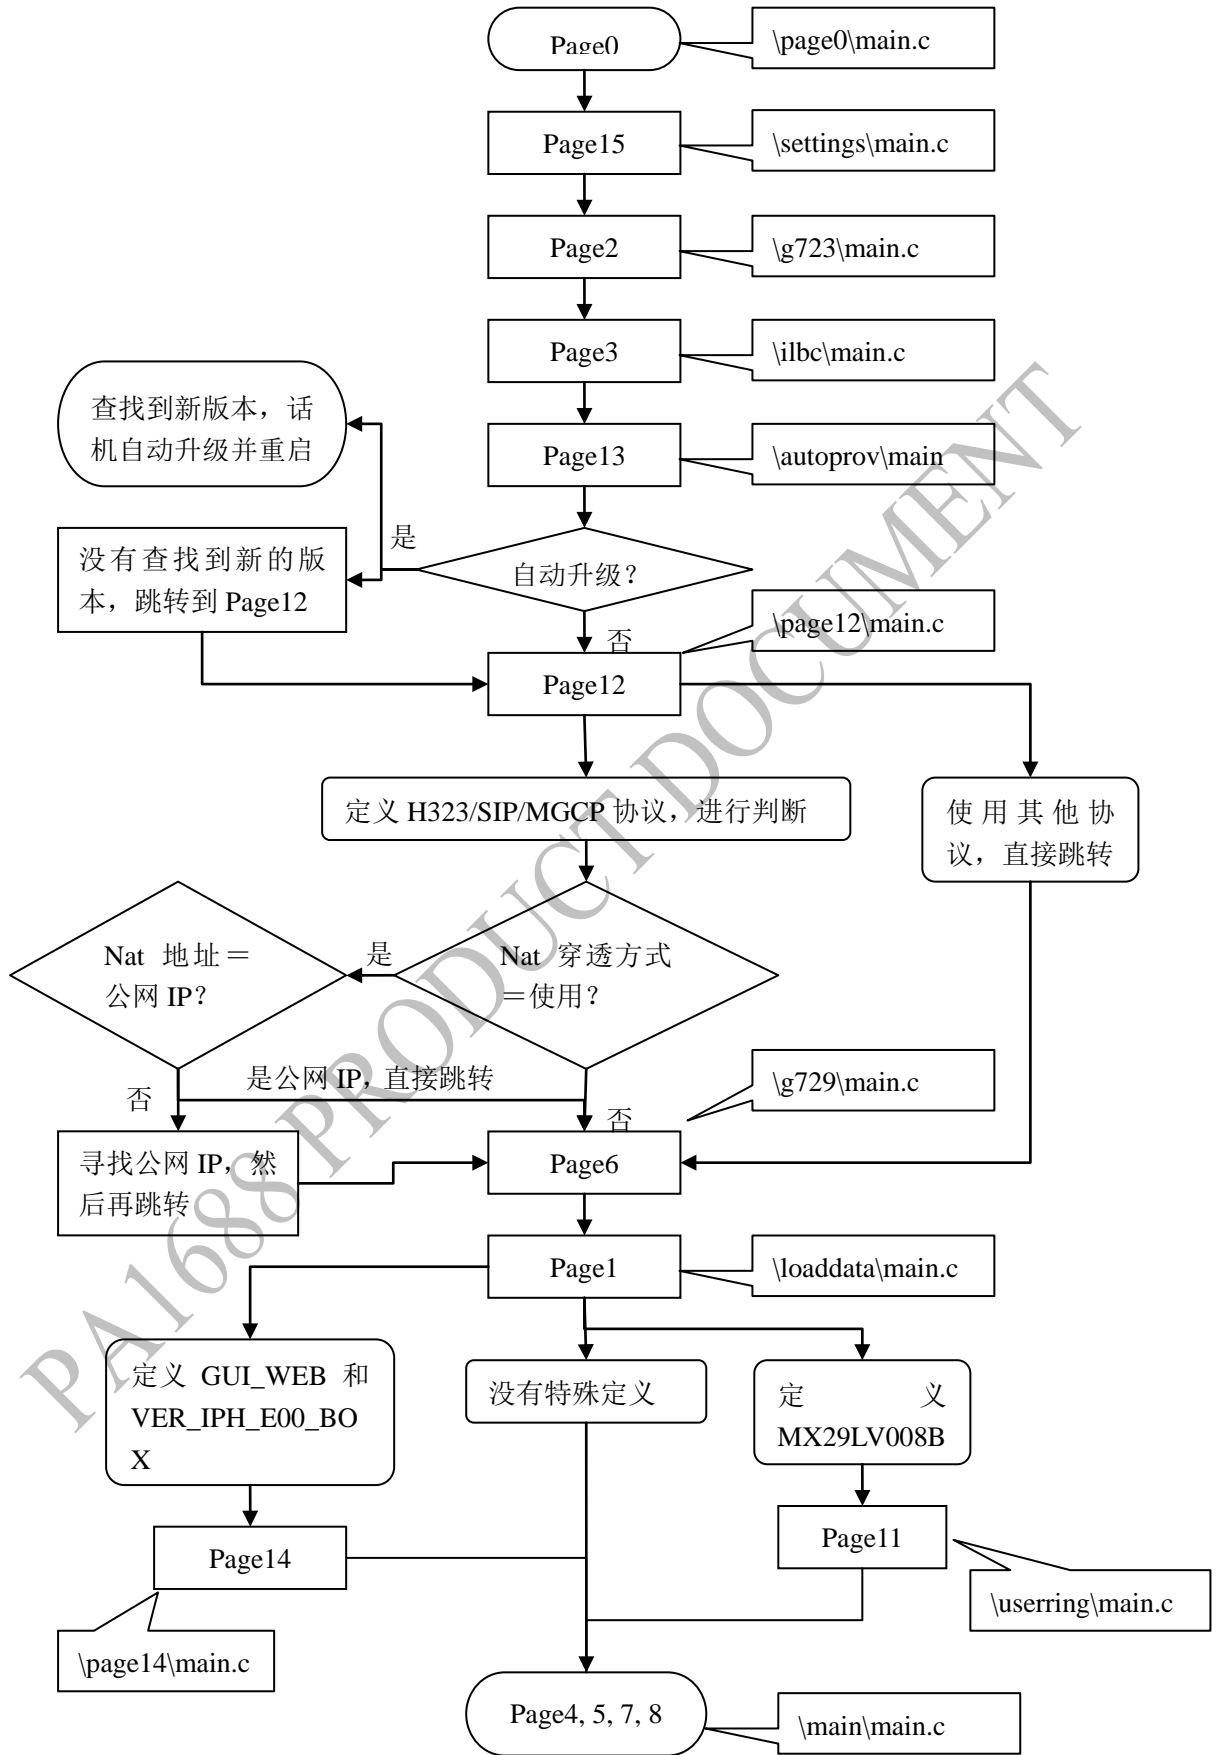 Page0
\page0\main.c
Page15
\settings\main.c
Page2
\g723\main.c
Page3
\ilbc\main.c
查找到新版本，话
机自动升级并重启
Page13
\autoprov\main
是
没有查找到新的版
本，跳转到 Page12
自动升级？
\page12\main.c
否
Page12
定义 H323/SIP/MGCP 协议，进行判断
使用其他协
议，直接跳转
Nat 地址＝
公网 IP？
是
Nat 穿透方式
＝使用？
是公网 IP，直接跳转
\g729\main.c
否
否
寻找公网 IP，然
后再跳转
Page6
Page1
\loaddata\main.c
定义 GUI_WEB 和
VER_IPH_E00_BO
X
没有特殊定义
定 义
MX29LV008B
Page14
Page11
\page14\main.c
\userring\main.c
Page4, 5, 7, 8
\main\main.c
PA1688 PRODUCT DOCUMENT